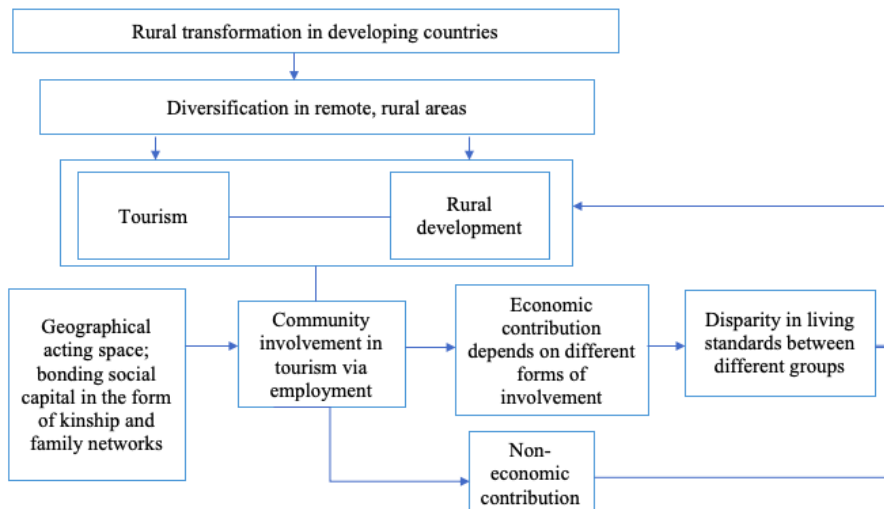 Rural transformation in developing countries
Diversification in remote, rural areas
Tourism
Rural
development
Geographical
acting space;
bonding social
capital in the form
of kinship and
family networks
Community
involvement in
tourism via
employment
Economic
contribution
depends on different
forms of
involvement
Disparity in living
standards between
different groups
Non-
economic
contribution